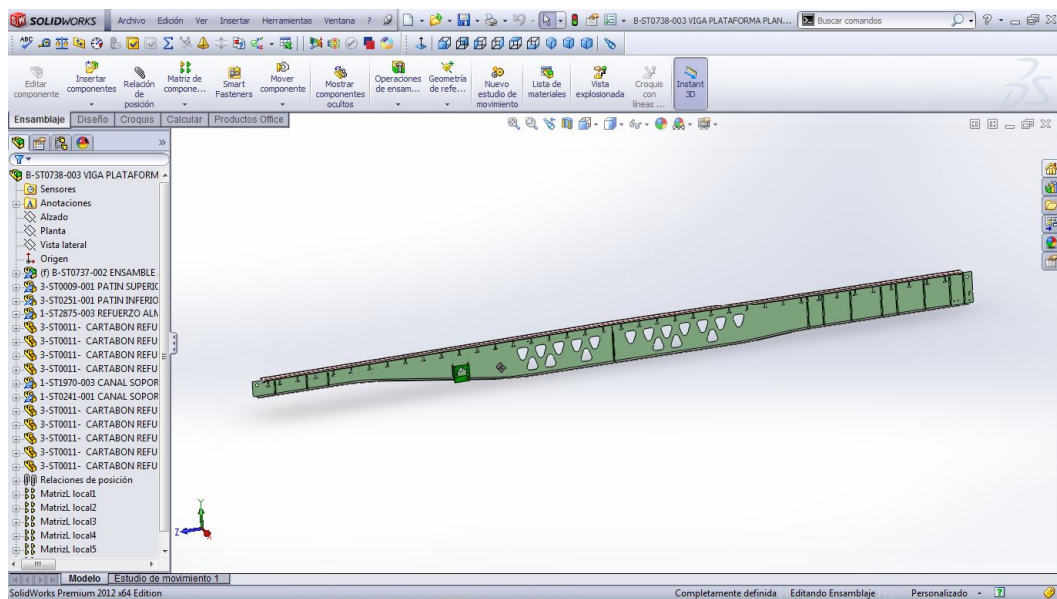 SOLIDWORKS Archivo Edición Ver Insertar Herramientas Ventana ? B-ST0738-003 VIGA PLATAFORMA PLAN... Buscar comandos
Editar componente
Insertar componentes
Relación de posición
Matriz de compone...
Smart Fasteners
Mover componente
Mostrar componentes ocultos
Operaciones de ensam...
Geometría de refe...
Nuevo estudio de movimiento
Lista de materiales
Vista explosionada
Croquis con líneas ...
Instant 3D
Ensamblaje Diseño Croquis Calcular Productos Office
B-ST0738-003 VIGA PLATAFORM
Sensores
Anotaciones
Alzado
Planta
Vista lateral
Origen
(f) B-ST0737-002 ENSAMBLE
3-ST0009-001 PATIN SUPERIC
3-ST0251-001 PATIN INFERIO
1-ST2875-003 REFUERZO ALN
3-ST0011- CARTABON REFU
3-ST0011- CARTABON REFU
3-ST0011- CARTABON REFU
3-ST0011- CARTABON REFU
1-ST1970-003 CANAL SOPOR
1-ST0241-001 CANAL SOPOR
3-ST0011- CARTABON REFU
3-ST0011- CARTABON REFU
3-ST0011- CARTABON REFU
3-ST0011- CARTABON REFU
3-ST0011- CARTABON REFU
Relaciones de posición
MatrizL local1
MatrizL local2
MatrizL local3
MatrizL local4
MatrizL local5
Y
Z
X
Modelo Estudio de movimiento 1
SolidWorks Premium 2012 x64 Edition Completamente definida Editando Ensamblaje Personalizado